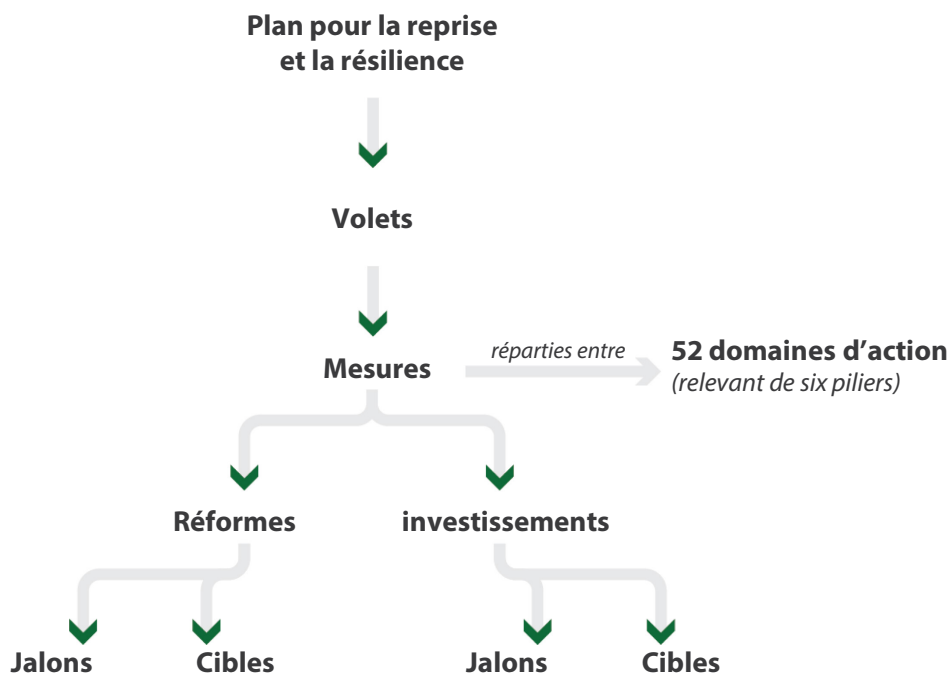 Plan pour la reprise
et la résilience
Volets
Mesures
réparties entre
52 domaines d’action
(relevant de six piliers)
Réformes
investissements
Jalons
Cibles
Jalons
Cibles